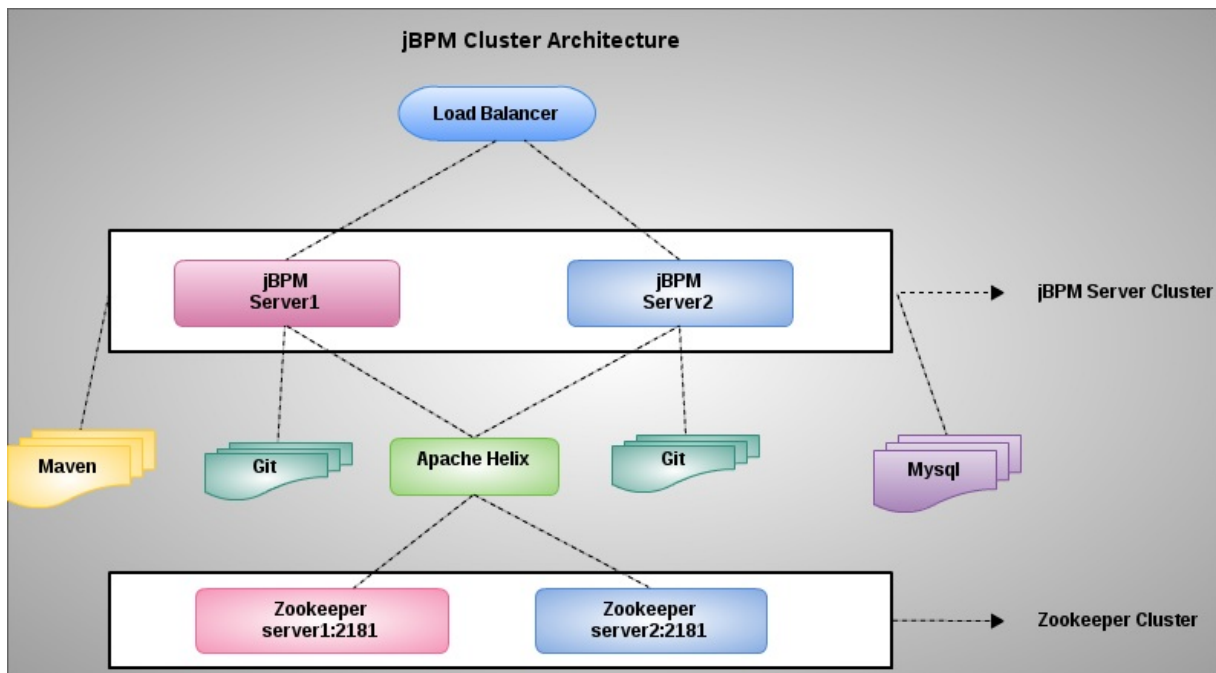 jBPM Cluster Architecture
Load Balancer
jBPM
Server1
jBPM
Server2
jBPM Server Cluster
Maven
Git
Apache Helix
Git
Mysql
Zookeeper
server1:2181
Zookeeper
server2:2181
Zookeeper Cluster